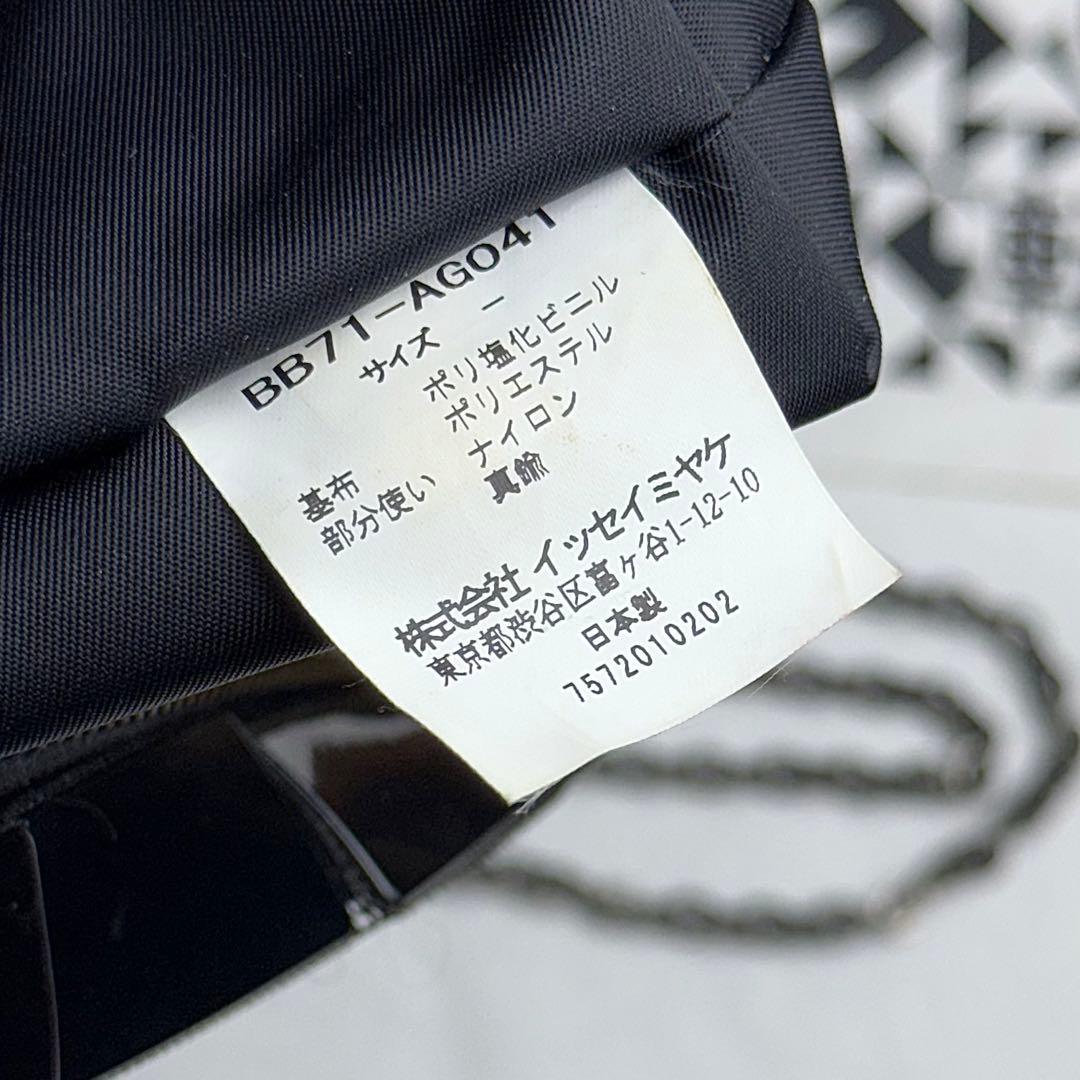 BB71-AG041
サイズ －
ポリ塩化ビニル
ポリエステル
基布 ナイロン
部分使い 真鍮
株式会社 イッセイミヤケ
東京都渋谷区富ヶ谷1-12-10
日本製
7572010202